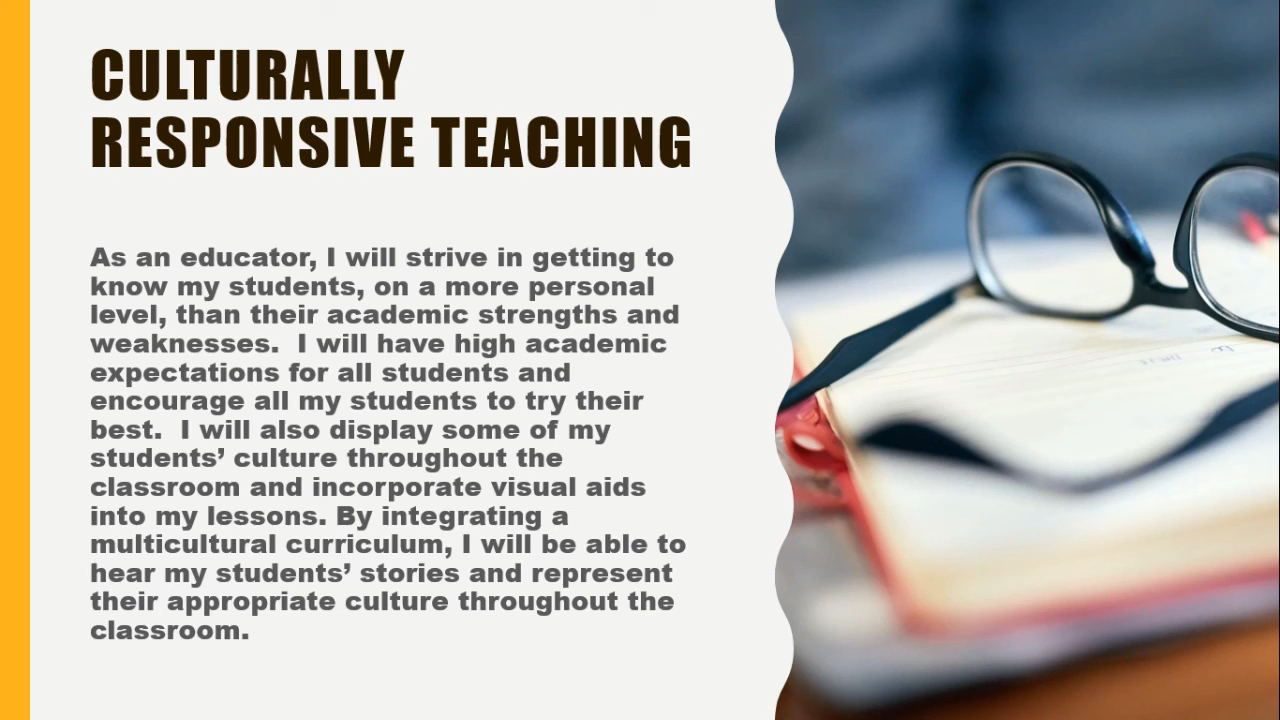 CULTURALLY
RESPONSIVE TEACHING
As an educator, I will strive in getting to
know my students, on a more personal
level, than their academic strengths and
weaknesses.  I will have high academic
expectations for all students and
encourage all my students to try their
best.  I will also display some of my
students’ culture throughout the
classroom and incorporate visual aids
into my lessons. By integrating a
multicultural curriculum, I will be able to
hear my students’ stories and represent
their appropriate culture throughout the
classroom.